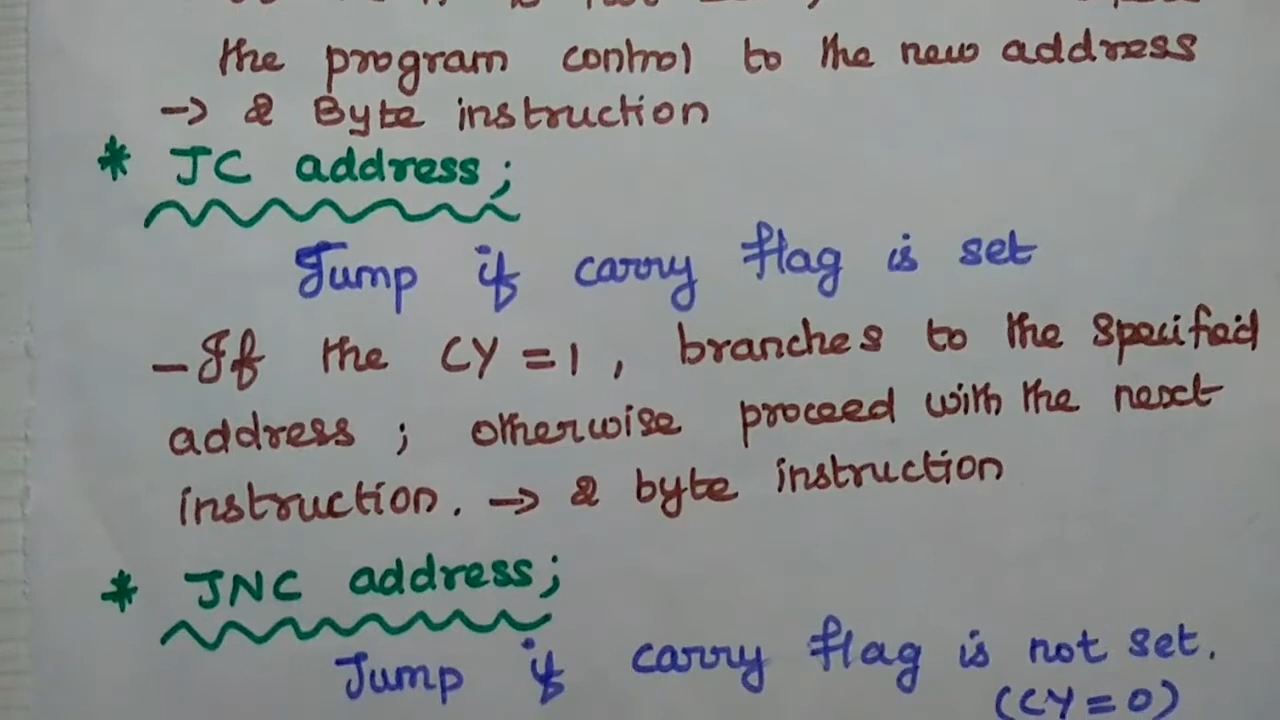 the program control to the new address
→ 2 Byte instruction
* JC address;
Jump if carry flag is set
- If the CY = 1, branches to the specified
address ; otherwise proceed with the next
instruction. → 2 byte instruction
* JNC address;
Jump if carry flag is not set.
(CY = 0)